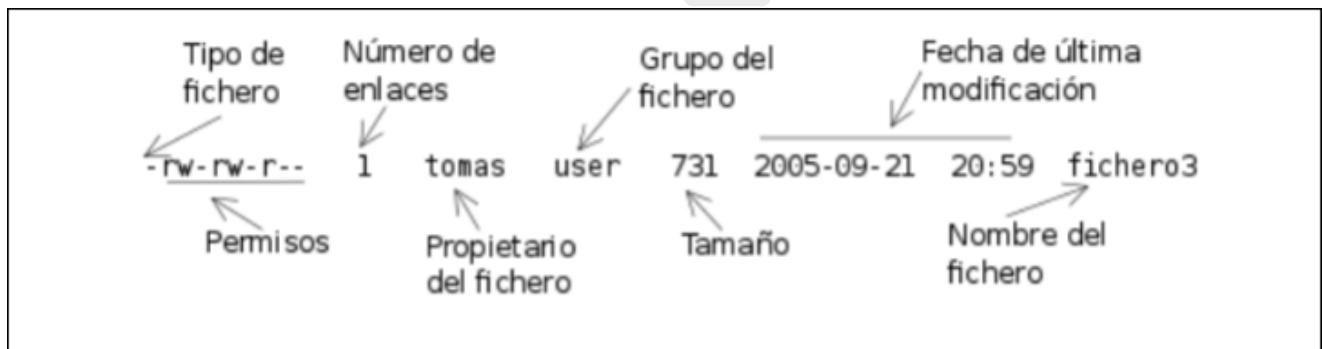 Tipo de fichero
Número de enlaces
Grupo del fichero
Fecha de última modificación
-rw-rw-r-- 1 tomas user 731 2005-09-21 20:59 fichero3
Permisos
Propietario del fichero
Tamaño
Nombre del fichero